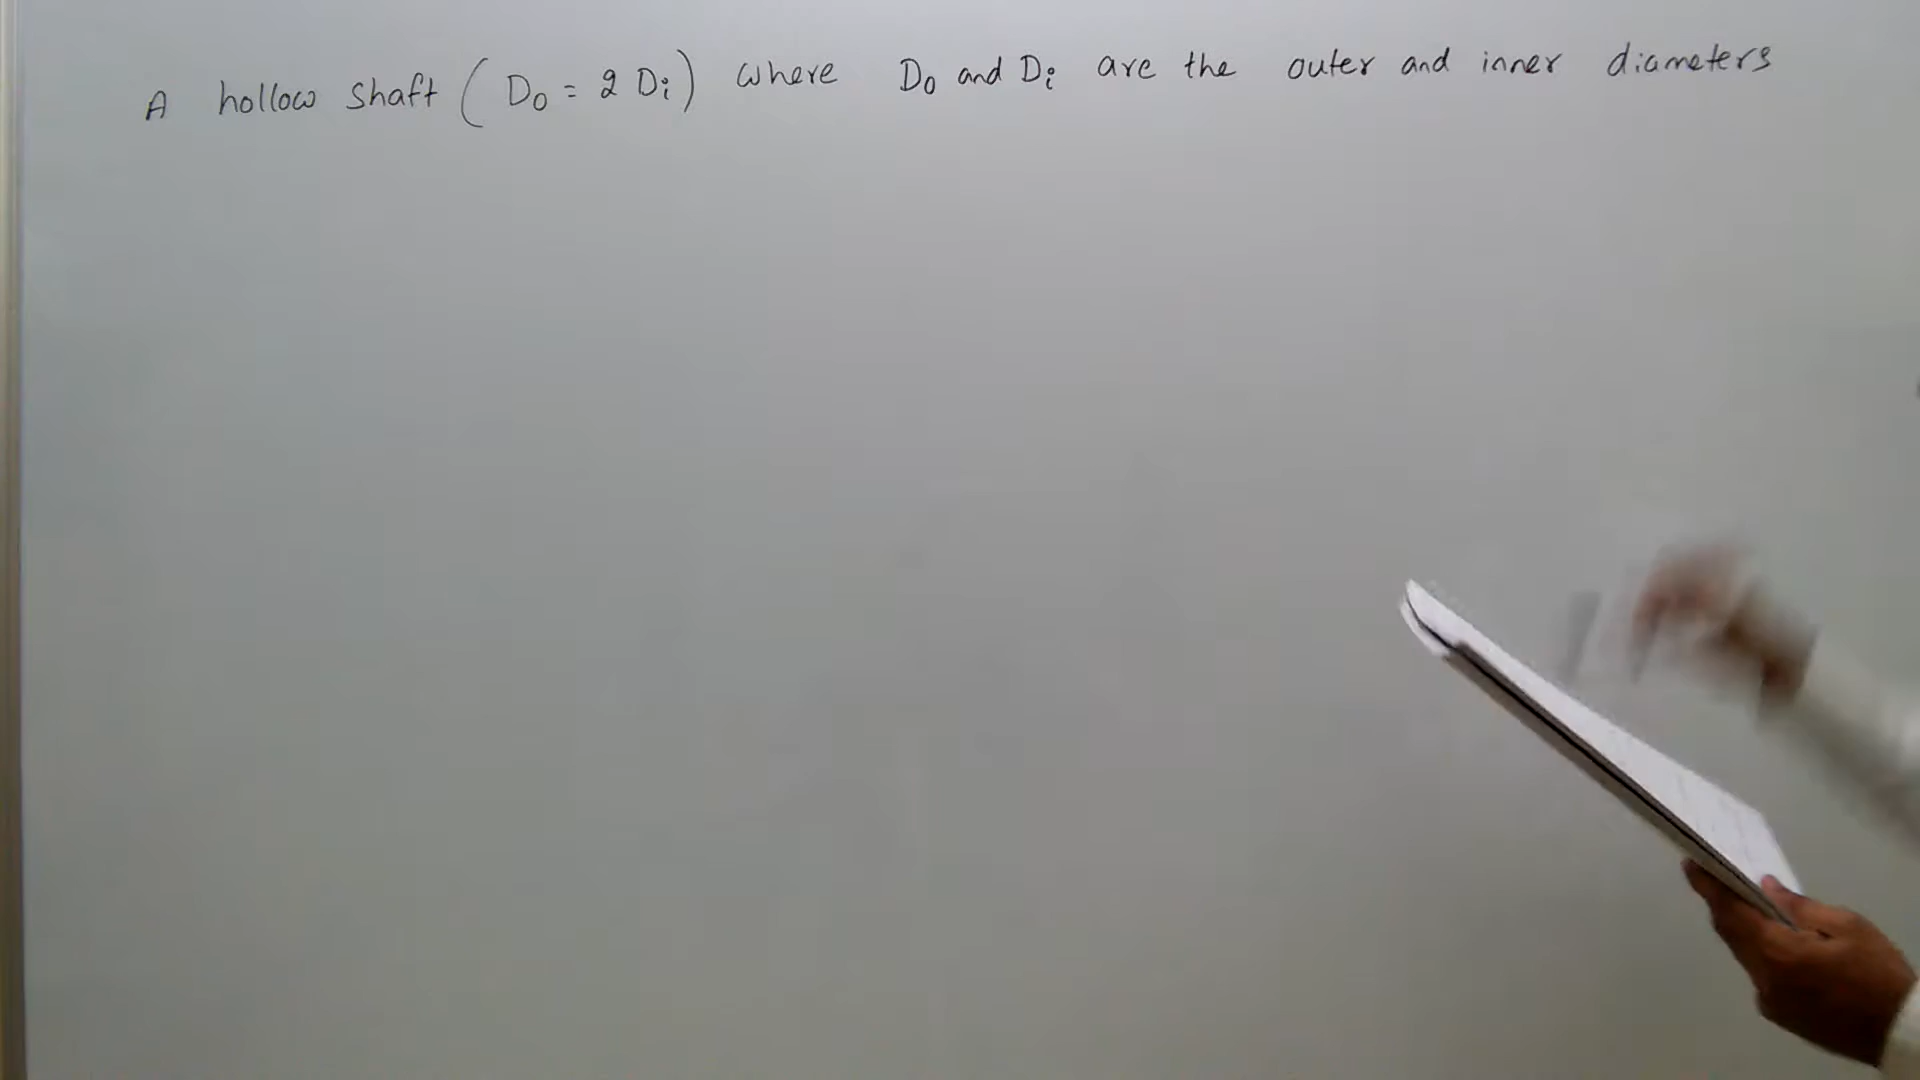 A hollow shaft ( D₀ = 2 Dᵢ) where D₀ and Dᵢ are the outer and inner diameters